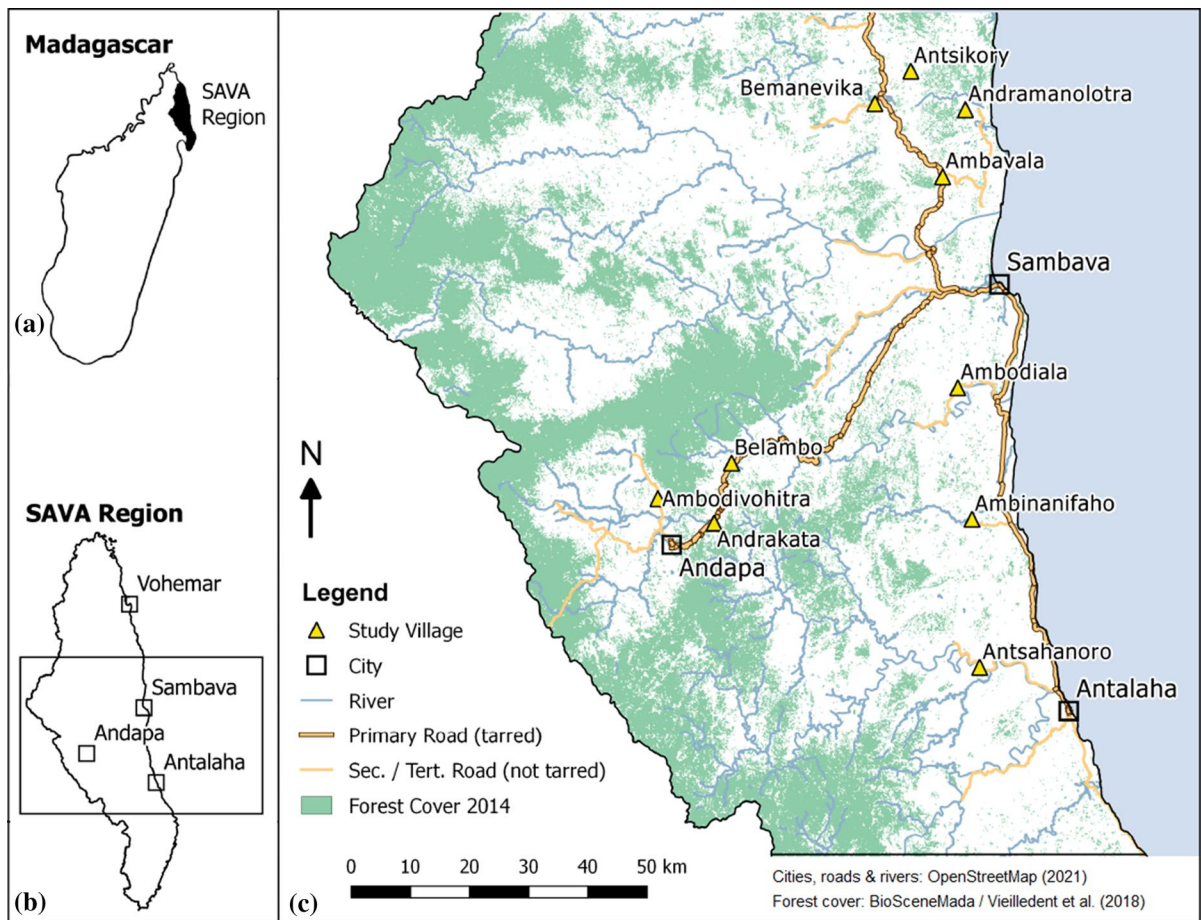 (a)
Madagascar
SAVA
Region
(b)
SAVA Region
Vohemar
Sambava
Andapa
Antalaha
(c)
Antsikory
Bemanevika
Andramanolotra
Ambavala
Sambava
Ambodiala
Belambo
Ambodivohitra
Ambinanifaho
Andrakata
Andapa
Antsahanoro
Antalaha
N
Legend
Study Village
City
River
Primary Road (tarred)
Sec. / Tert. Road (not tarred)
Forest Cover 2014
0 10 20 30 40 50 km
Cities, roads & rivers: OpenStreetMap (2021)
Forest cover: BioSceneMada / Vieilledent et al. (2018)